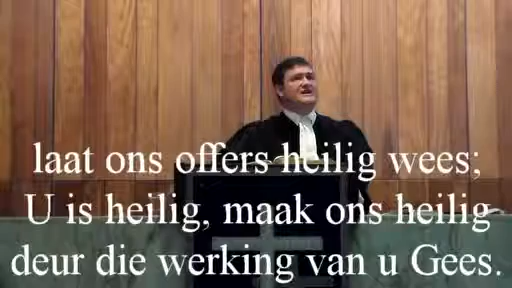 laat ons offers heilig wees;
U is heilig, maak ons heilig
deur die werking van u Gees.